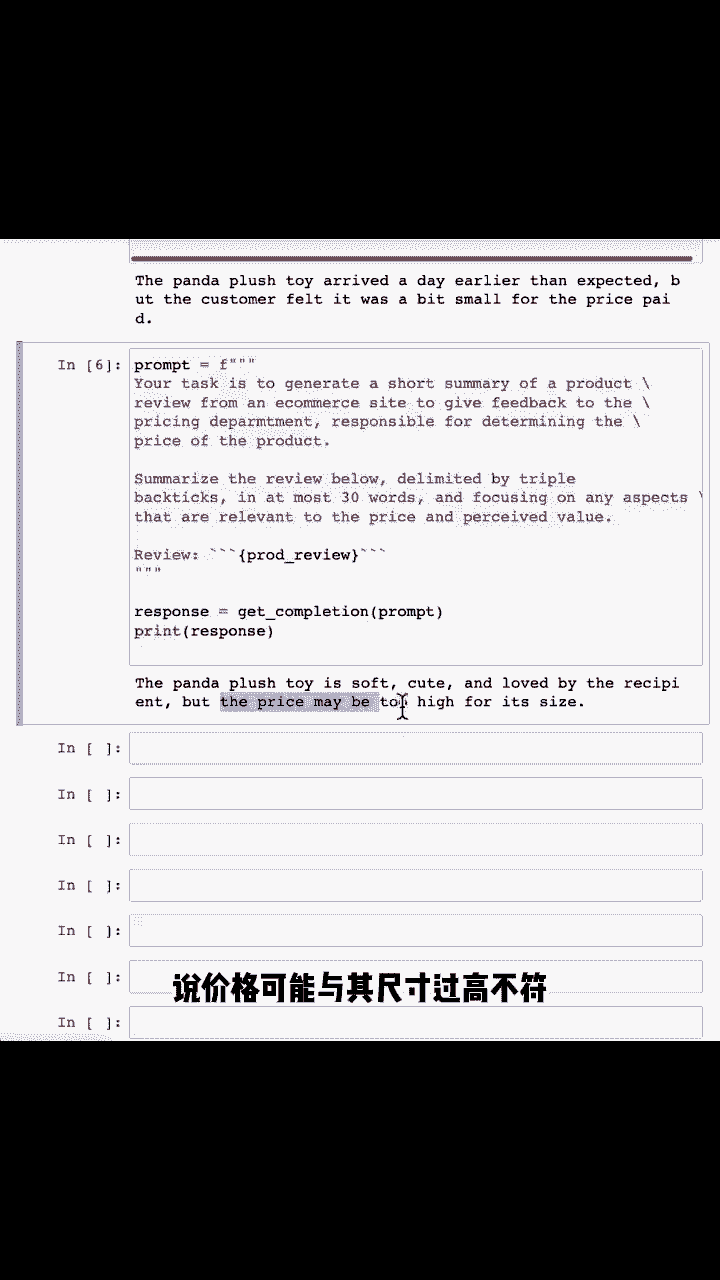 The panda plush toy arrived a day earlier than expected, b
ut the customer felt it was a bit small for the price pai
d.
In [6]: prompt = f"""
Your task is to generate a short summary of a product \
review from an ecommerce site to give feedback to the \
pricing deparmtment, responsible for determining the \
price of the product.
Summarize the review below, delimited by triple
backticks, in at most 30 words, and focusing on any aspects \
that are relevant to the price and perceived value.
Review: ```{prod_review}```
"""
response = get_completion(prompt)
print(response)
The panda plush toy is soft, cute, and loved by the recipi
ent, but the price may be too high for its size.
In [ ]:
In [ ]:
In [ ]:
In [ ]:
In [ ]:
In [ ]:
说价格可能与其尺寸过高不符
In [ ]: